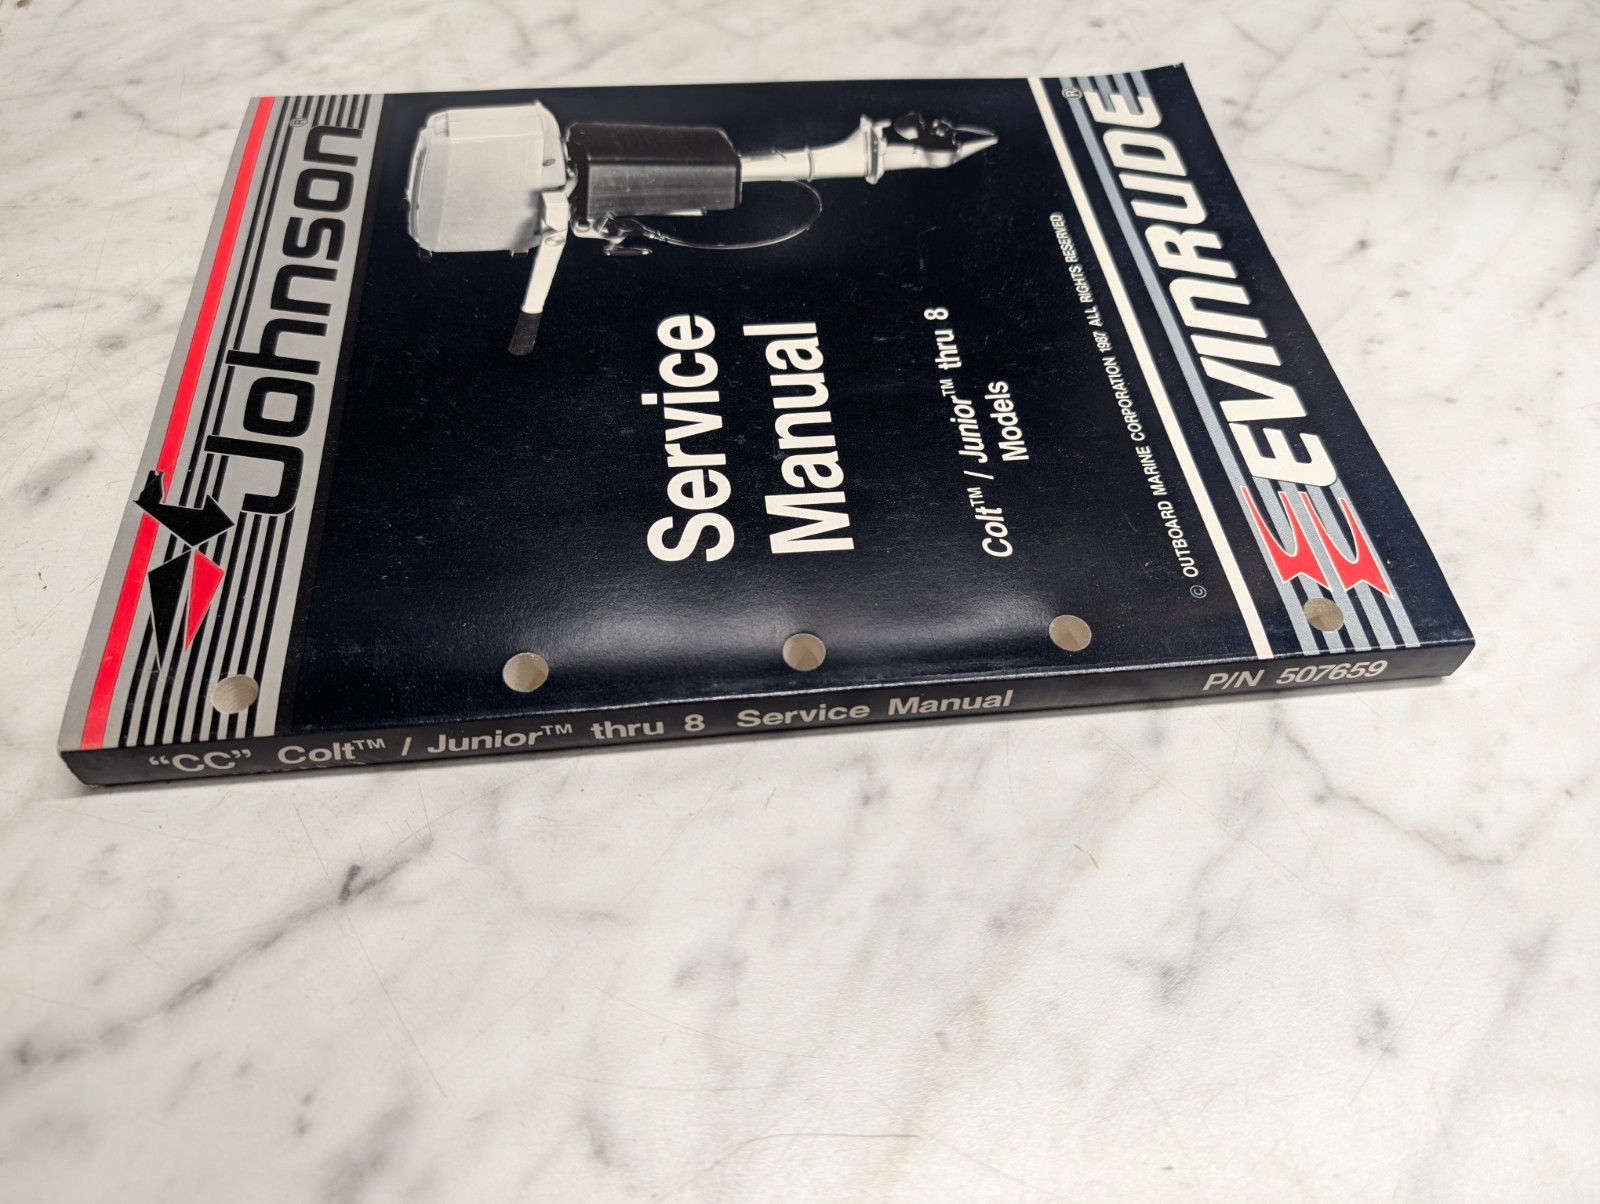 Johnson®
Service
Manual
Colt™ / Junior™ thru 8
Models
© OUTBOARD MARINE CORPORATION 1987 ALL RIGHTS RESERVED
EVINRUDE®
“CC” Colt™ / Junior™ thru 8 Service Manual P/N 507659